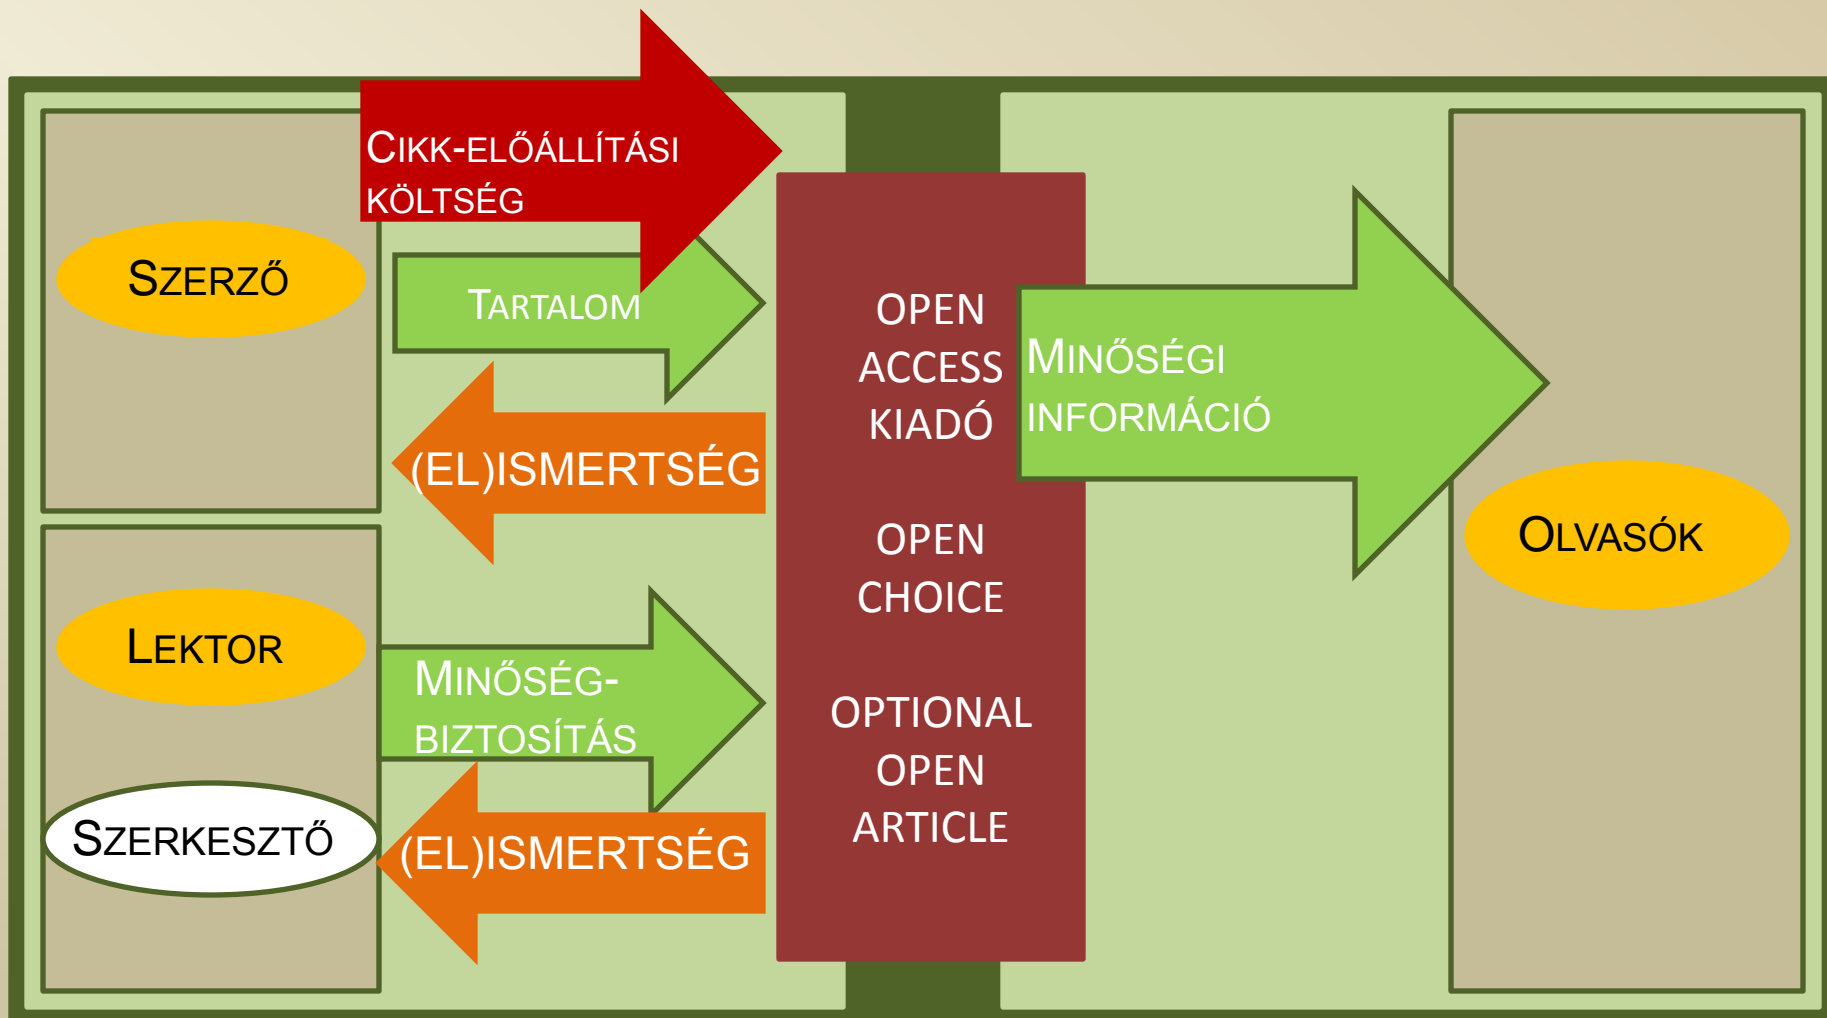 Cikk-előállítási
költség
Szerző
Tartalom
(EL)ISMERTSÉG
Lektor
Minőség-
biztosítás
Szerkesztő
(EL)ISMERTSÉG
OPEN
ACCESS
KIADÓ
OPEN
CHOICE
OPTIONAL
OPEN
ARTICLE
Minőségi
információ
Olvasók